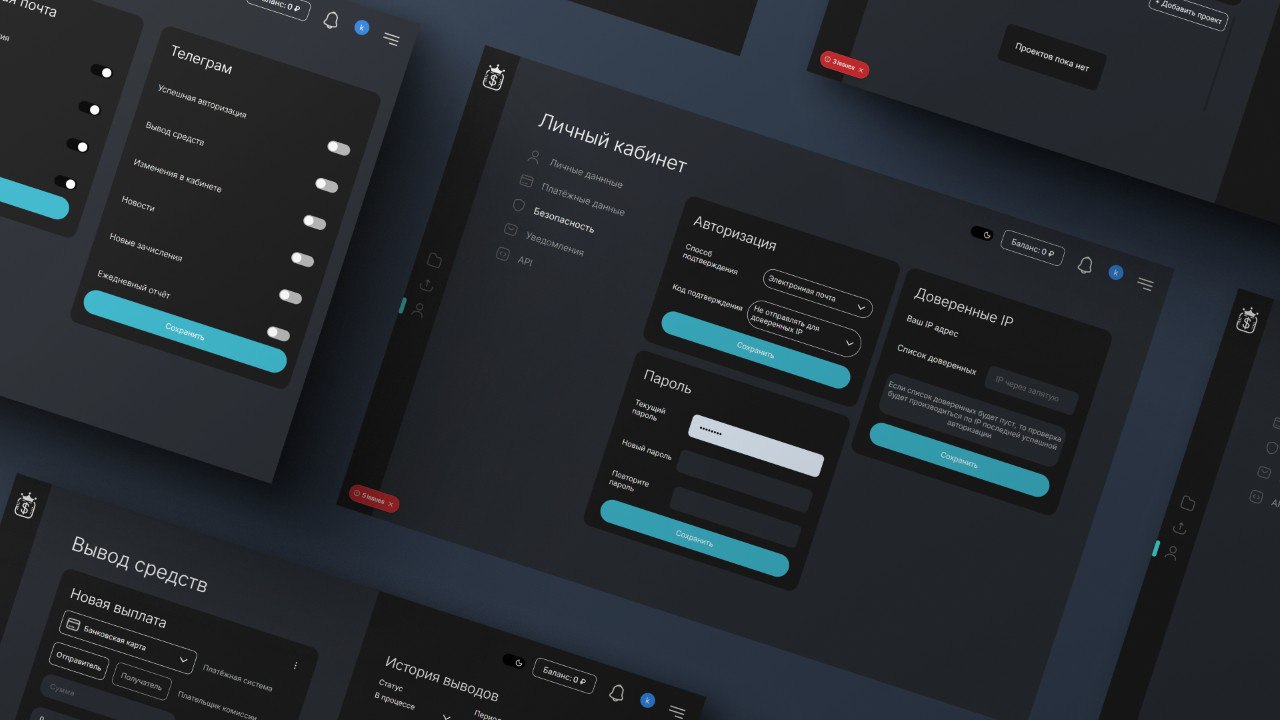 почта
Баланс: 0 ₽
k
Телеграм
Успешная авторизация
Вывод средств
Изменения в кабинете
Новости
Новые зачисления
Ежедневный отчёт
Сохранить
$
Личный кабинет
Личные даннные
Платёжные данные
Безопасность
Уведомления
API
Баланс: 0 ₽
k
Авторизация
Способ
подтверждения
Электронная почта
Код подтверждения
Не отправлять для
доверенных IP
Сохранить
Доверенные IP
Ваш IP адрес
Список доверенных
IP через запятую
Если список доверенных будет пуст, то проверка
будет производиться по IP последней успешной
авторизации
Сохранить
Пароль
Текущий
пароль
Новый пароль
Повторите
пароль
Сохранить
5 issues
+ Добавить проект
Проектов пока нет
3 issues
$
$
Вывод средств
Новая выплата
Банковская карта
Платёжная система
Отправитель
Получатель
Плательщик комиссии
Сумма
История выводов
Статус
В процессе
Период
Баланс: 0 ₽
k